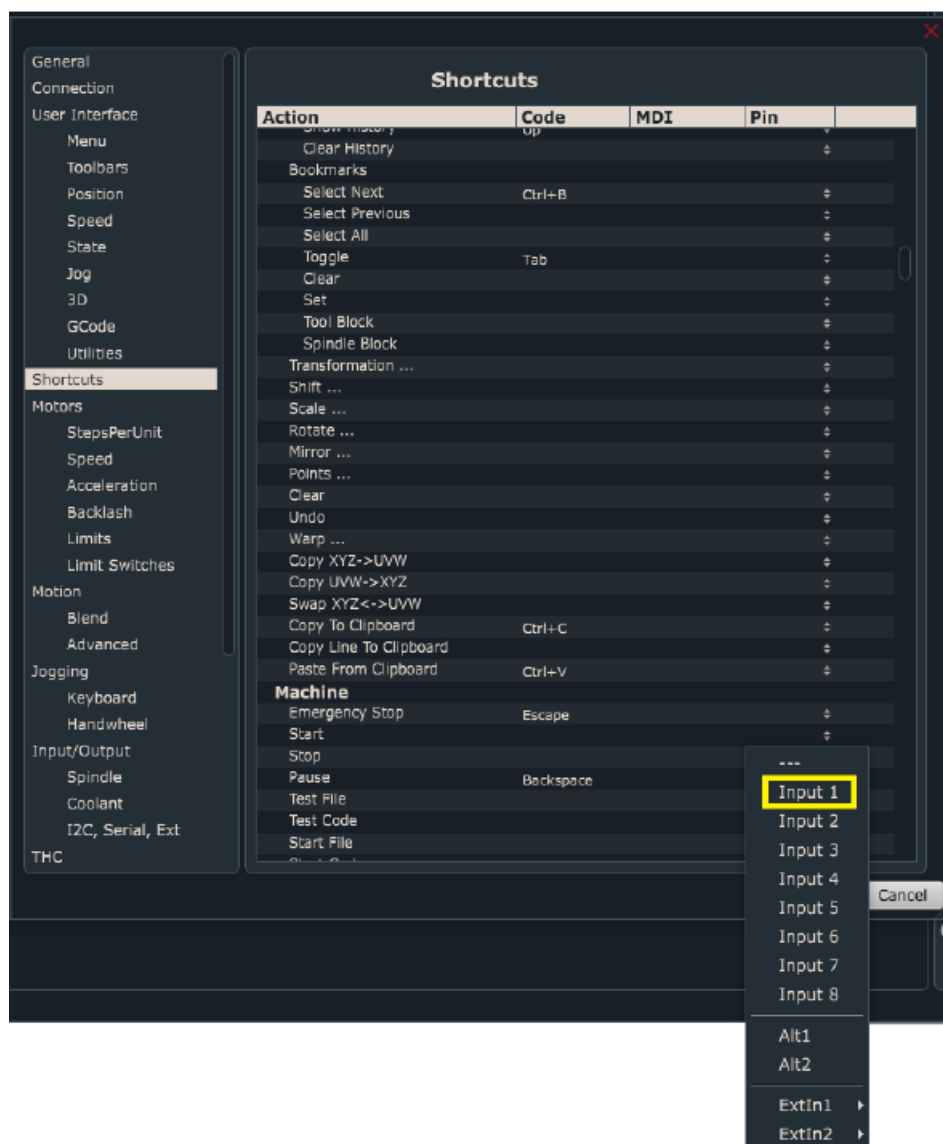 General
Connection
User Interface
Menu
Toolbars
Position
Speed
State
Jog
3D
GCode
Utilities
Shortcuts
Motors
StepsPerUnit
Speed
Acceleration
Backlash
Limits
Limit Switches
Motion
Blend
Advanced
Jogging
Keyboard
Handwheel
Input/Output
Spindle
Coolant
I2C, Serial, Ext
THC
Shortcuts
Action Code MDI Pin
Show History Up
Clear History
Bookmarks
Select Next Ctrl+B
Select Previous
Select All
Toggle Tab
Clear
Set
Tool Block
Spindle Block
Transformation ...
Shift ...
Scale ...
Rotate ...
Mirror ...
Points ...
Clear
Undo
Warp ...
Copy XYZ->UVW
Copy UVW->XYZ
Swap XYZ<->UVW
Copy To Clipboard Ctrl+C
Copy Line To Clipboard
Paste From Clipboard Ctrl+V
Machine
Emergency Stop Escape
Start
Stop
Pause Backspace
Test File
Test Code
Start File
---
Input 1
Input 2
Input 3
Input 4
Input 5
Input 6
Input 7
Input 8
Alt1
Alt2
ExtIn1
ExtIn2
Cancel